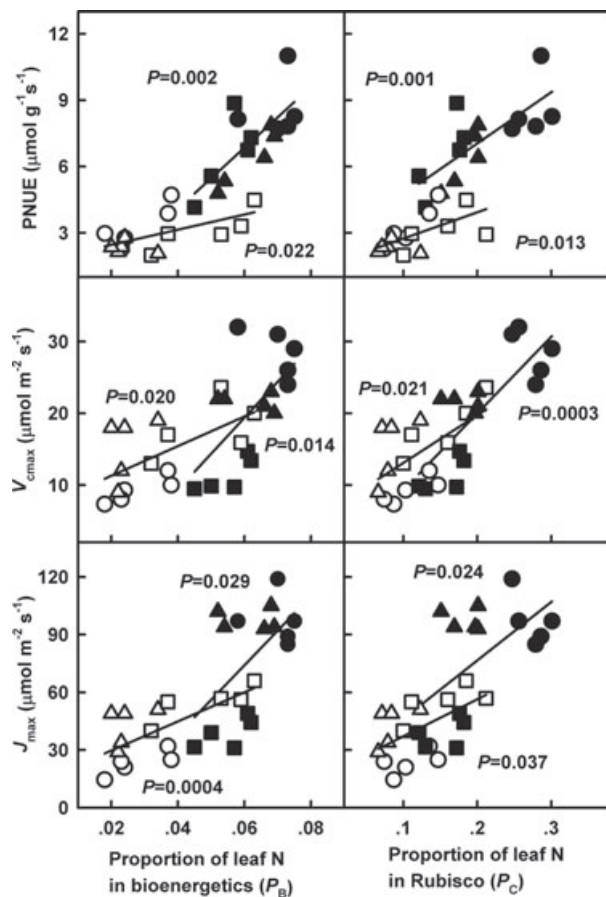 12
9
6
3
PNUE (μmol g⁻¹ s⁻¹)
P=0.002
P=0.022
P=0.001
P=0.013
30
20
10
0
Vcmax (μmol m⁻² s⁻¹)
P=0.020
P=0.014
P=0.021
P=0.0003
120
90
60
30
0
Jmax (μmol m⁻² s⁻¹)
P=0.029
P=0.0004
P=0.024
P=0.037
.02 .04 .06 .08
.1 .2 .3
Proportion of leaf N
in bioenergetics (PB)
Proportion of leaf N
in Rubisco (PC)